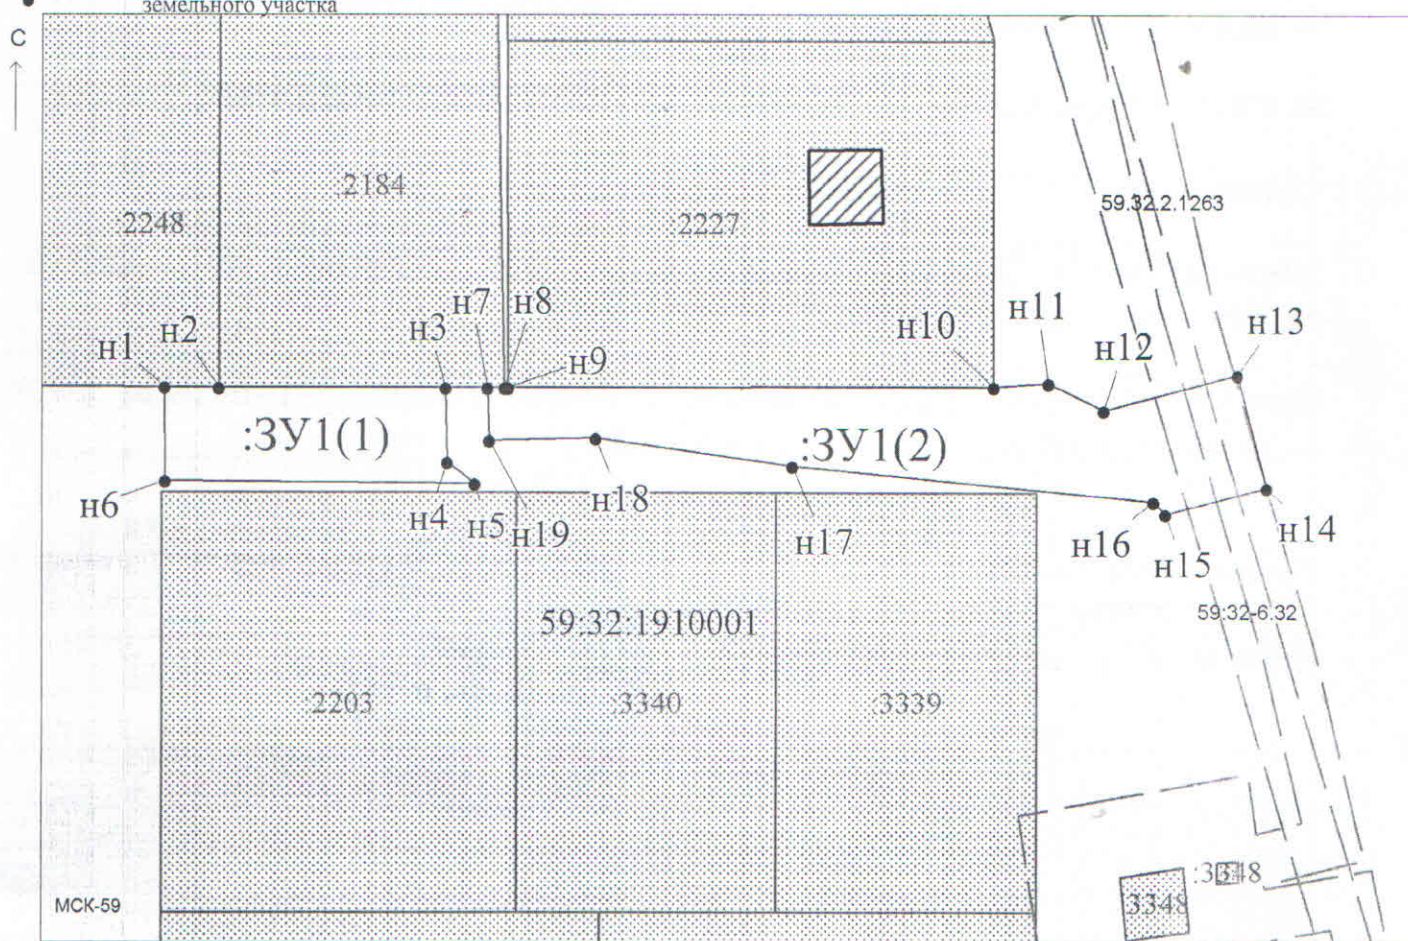 земельного участка
С
59.32.2.1263
:2184
2248
2227
н7
н8
н11
н3
н2
н10
н13
н1
н12
н9
:ЗУ1(1)
:ЗУ1(2)
н6
н18
н14
н4
н5
н19
н17
н16
н15
59:32-6.32
59:32:1910001
:2203
:3340
:3339
:3348
3348
МСК-59